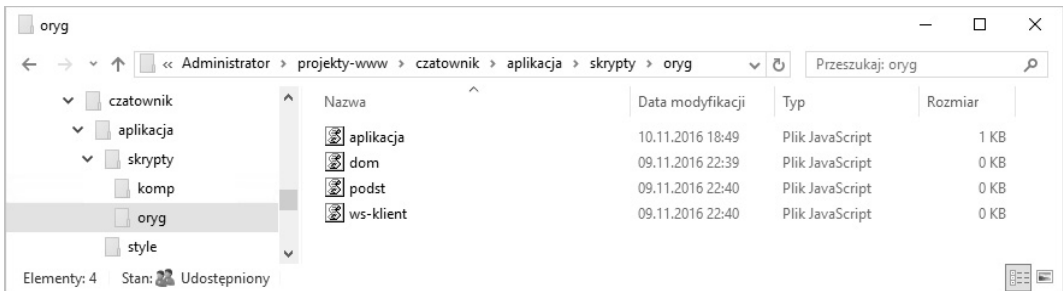 oryg
« Administrator > projekty-www > czatownik > aplikacja > skrypty > oryg
Przeszukaj: oryg
czatownik
aplikacja
skrypty
komp
oryg
style
Nazwa Data modyfikacji Typ Rozmiar
aplikacja 10.11.2016 18:49 Plik JavaScript 1 KB
dom 09.11.2016 22:39 Plik JavaScript 0 KB
podst 09.11.2016 22:40 Plik JavaScript 0 KB
ws-klient 09.11.2016 22:40 Plik JavaScript 0 KB
Elementy: 4 Stan: Udostępniony